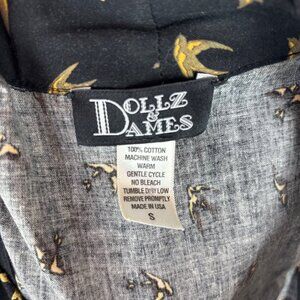 DOLLZ
&
DAMES
100% COTTON
MACHINE WASH
WARM
GENTLE CYCLE
NO BLEACH
TUMBLE DRY LOW
REMOVE PROMPTLY
MADE IN USA
S